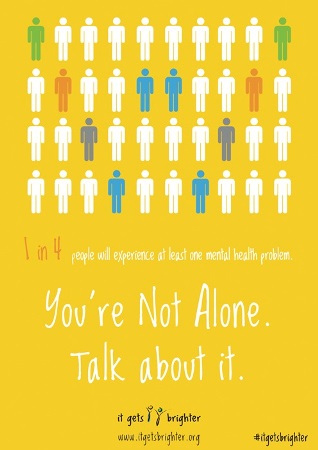 1 in 4 people will experience at least one mental health problem.
You're Not Alone.
Talk about it.
it gets brighter
www.itgetsbrighter.org
#itgetsbrighter